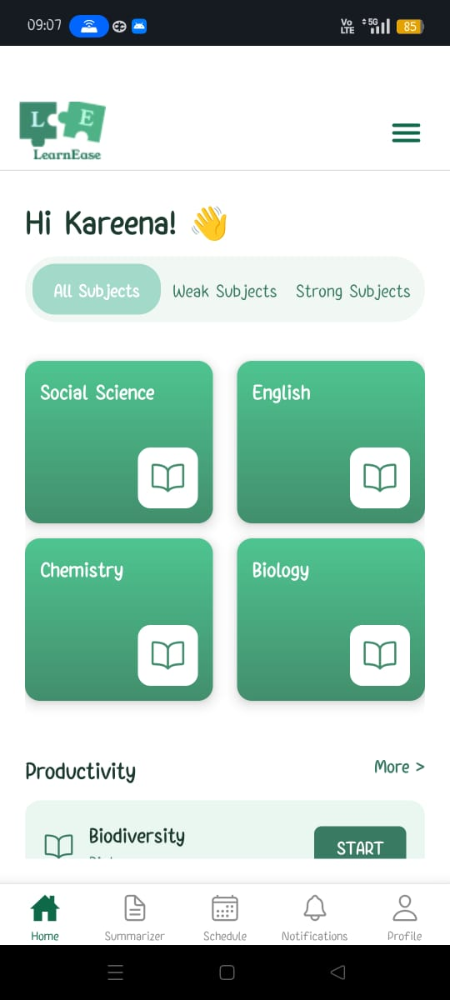 09:07
Vo 5G
LTE
85
L E
LearnEase
Hi Kareena! 👋
All Subjects Weak Subjects Strong Subjects
Social Science English
Chemistry Biology
Productivity More >
Biodiversity
START
Home Summarizer Schedule Notifications Profile